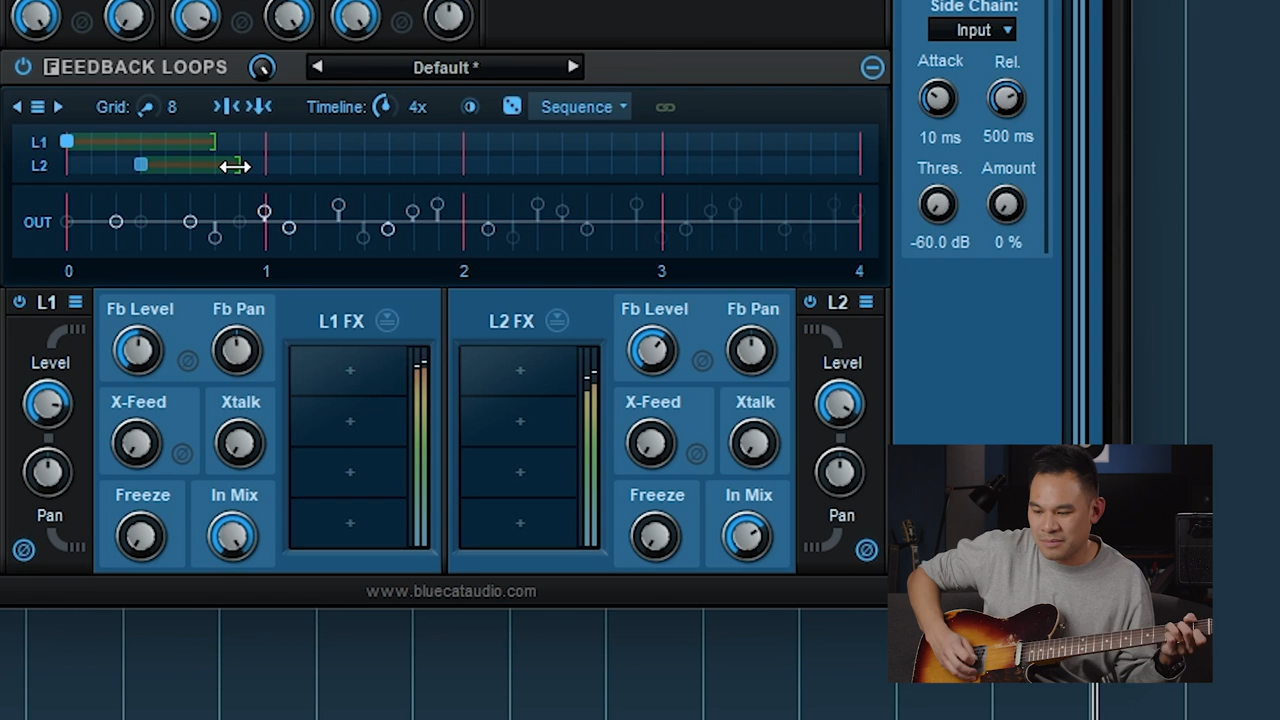 Side Chain:
Input
Attack Rel.
10 ms 500 ms
Thres. Amount
-60.0 dB 0 %
FEEDBACK LOOPS Default *
Grid: 8 Timeline: 4x Sequence
L1
L2
OUT
0 1 2 3 4
L1 Fb Level Fb Pan L1 FX L2 FX Fb Level Fb Pan L2
Level Level
X-Feed Xtalk X-Feed Xtalk
Freeze In Mix Freeze In Mix
Pan Pan
www.bluecataudio.com